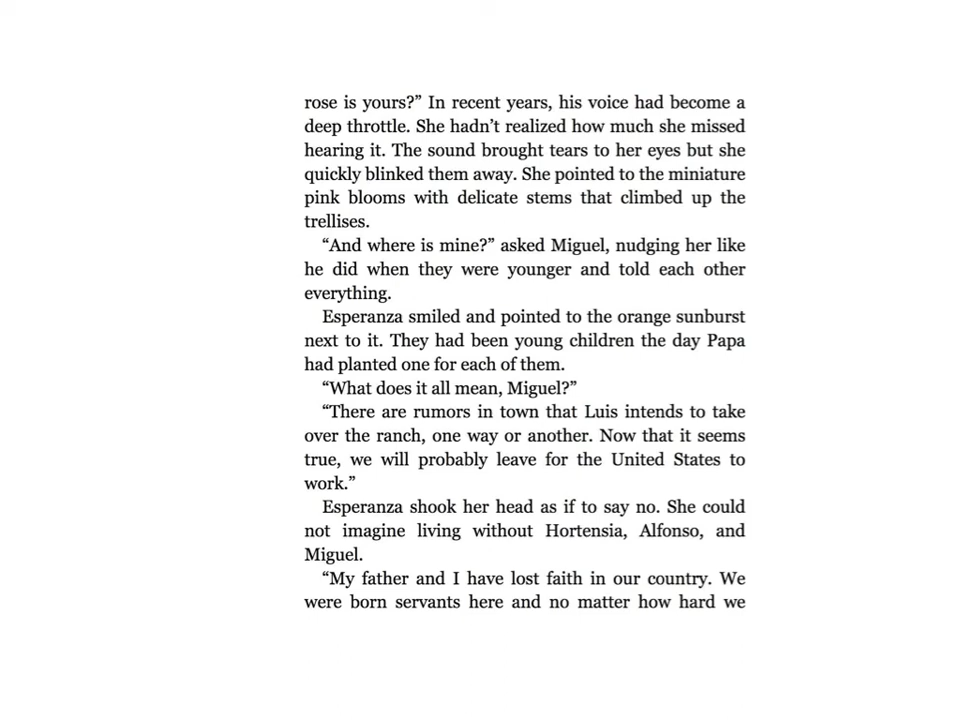 rose is yours?” In recent years, his voice had become a
deep throttle. She hadn’t realized how much she missed
hearing it. The sound brought tears to her eyes but she
quickly blinked them away. She pointed to the miniature
pink blooms with delicate stems that climbed up the
trellises.
“And where is mine?” asked Miguel, nudging her like
he did when they were younger and told each other
everything.
Esperanza smiled and pointed to the orange sunburst
next to it. They had been young children the day Papa
had planted one for each of them.
“What does it all mean, Miguel?”
“There are rumors in town that Luis intends to take
over the ranch, one way or another. Now that it seems
true, we will probably leave for the United States to
work.”
Esperanza shook her head as if to say no. She could
not imagine living without Hortensia, Alfonso, and
Miguel.
“My father and I have lost faith in our country. We
were born servants here and no matter how hard we